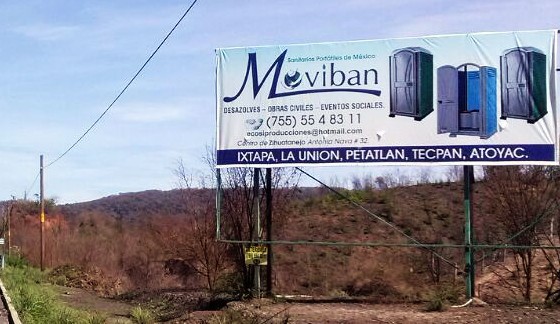 Sanitarios Portátiles de México
Moviban
DESAZOLVES - OBRAS CIVILES - EVENTOS SOCIALES.
(755) 55 4 83 11
ecosiproducciones@hotmail.com
Centro de Zihuatanejo Antonia Nava # 32
IXTAPA, LA UNION, PETATLAN, TECPAN, ATOYAC.